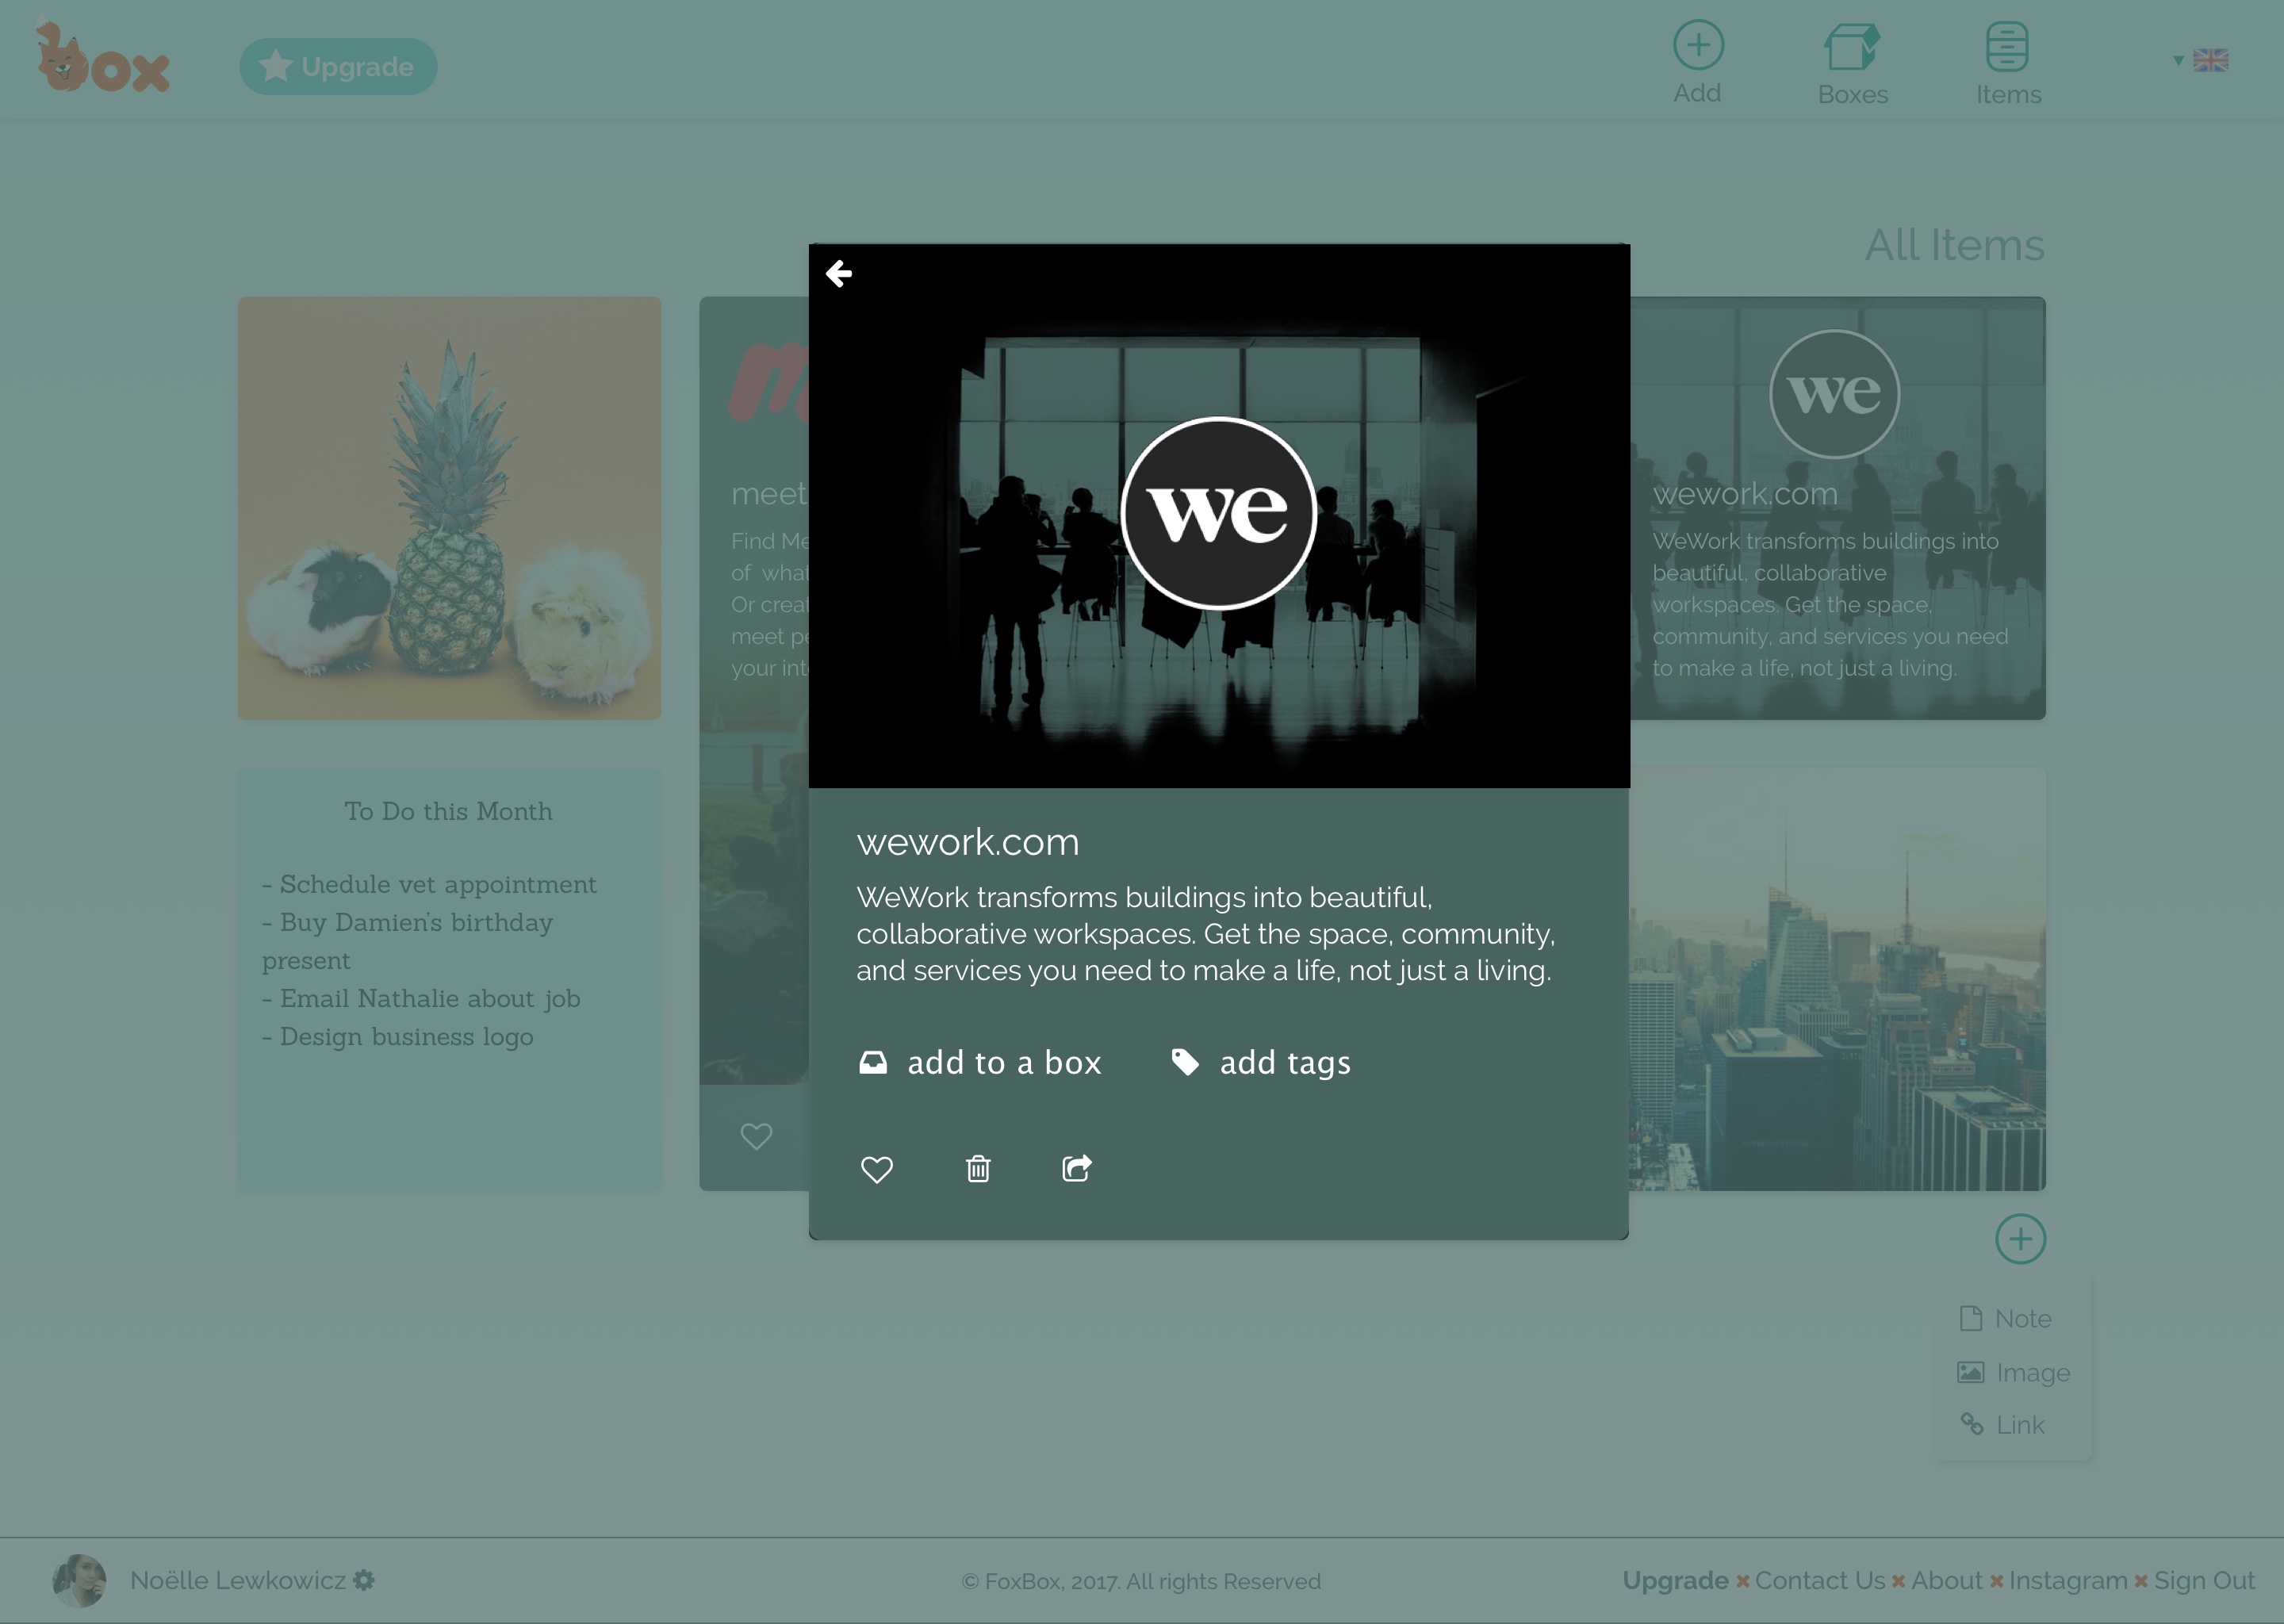 box
Upgrade
Add
Boxes
Items
All Items
we
we
meet
wework.com
Find Me
of what
Or creat
meet pe
your int
WeWork transforms buildings into
beautiful, collaborative
workspaces. Get the space,
community, and services you need
to make a life, not just a living.
To Do this Month
- Schedule vet appointment
- Buy Damien's birthday
present
- Email Nathalie about job
- Design business logo
wework.com
WeWork transforms buildings into beautiful,
collaborative workspaces. Get the space, community,
and services you need to make a life, not just a living.
add to a box
add tags
Note
Image
Link
Noëlle Lewkowicz
© FoxBox, 2017. All rights Reserved
Upgrade × Contact Us × About × Instagram × Sign Out